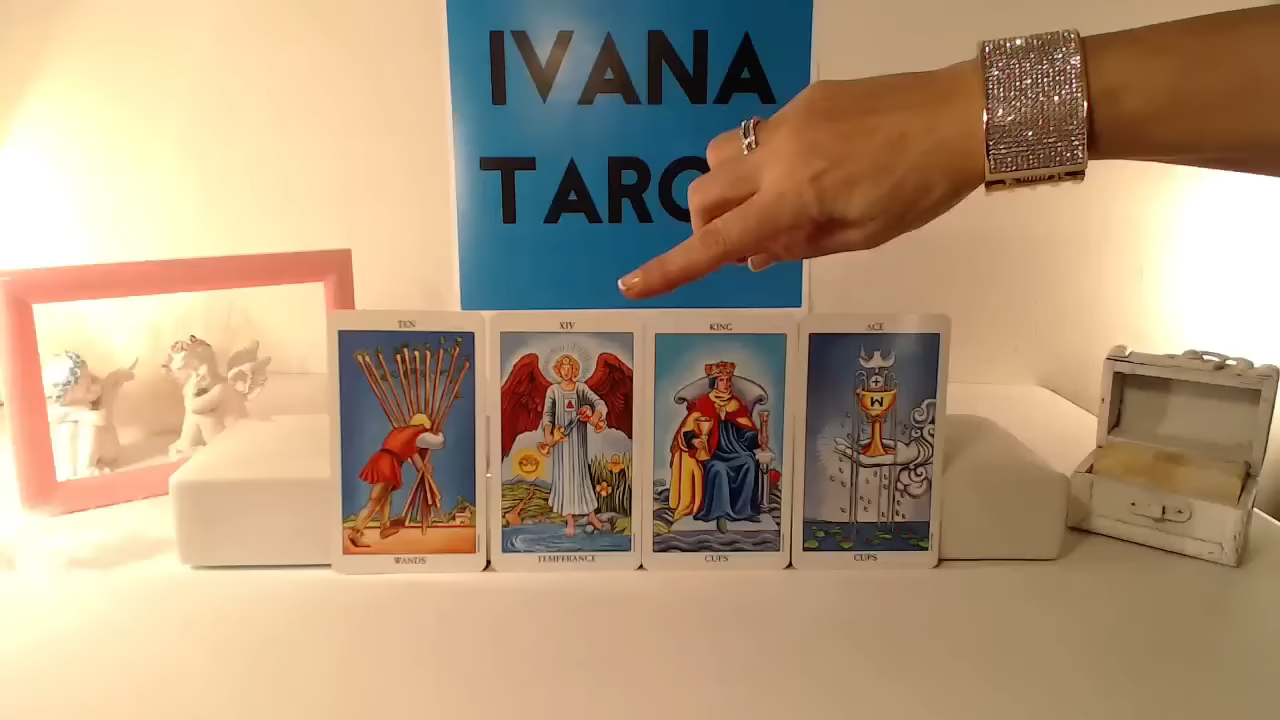 IVANA
TARO
TEN
XIV
KING
ACE
WANDS
TEMPERANCE
CUPS
CUPS